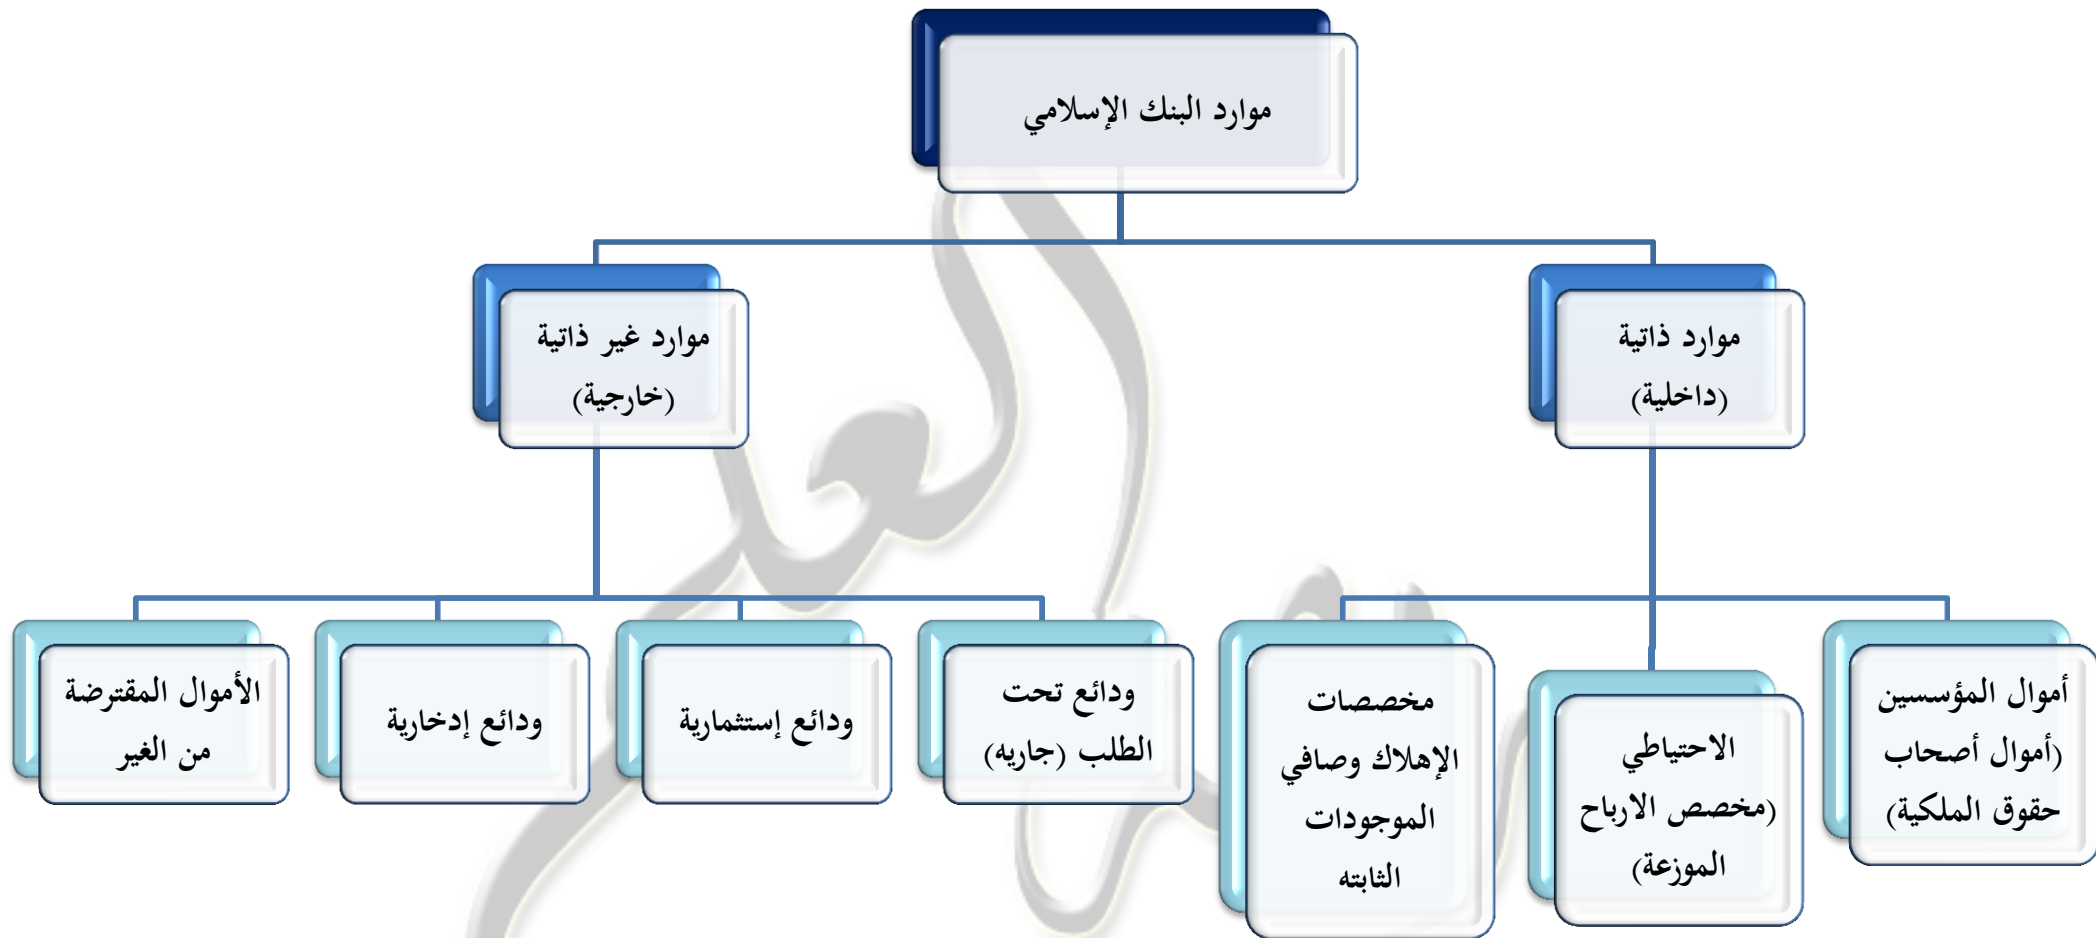 موارد البنك الإسلامي
موارد ذاتية
(داخلية)
موارد غير ذاتية
(خارجية)
أموال المؤسسين
(أموال أصحاب
حقوق الملكية)
الاحتياطي
(مخصص الارباح
الموزعة)
مخصصات
الإهلاك وصافي
الموجودات
الثابته
ودائع تحت
الطلب (جاريه)
ودائع إستثمارية
ودائع إدخارية
الأموال المقترضة
من الغير